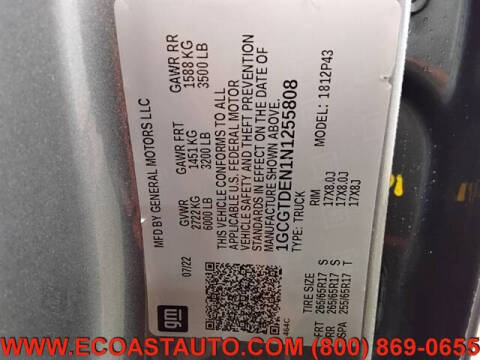 MFD BY GENERAL MOTORS LLC
07/22
GVWR
2722 KG
6000 LB
GAWR FRT
1451 KG
3200 LB
GAWR RR
1588 KG
3500 LB
THIS VEHICLE CONFORMS TO ALL
APPLICABLE U.S. FEDERAL MOTOR
VEHICLE SAFETY AND THEFT PREVENTION
STANDARDS IN EFFECT ON THE DATE OF
MANUFACTURE SHOWN ABOVE.
1GCGTDEN1N1255808
TYPE: TRUCK
MODEL: 1812P43
TIRE SIZE RIM
FRT 265/65R17 S 17X8.0J
RR 265/65R17 S 17X8.0J
SPA 255/65R17 T 17X8J
gm
464C
WWW.ECOASTAUTO.COM (800) 869-0655